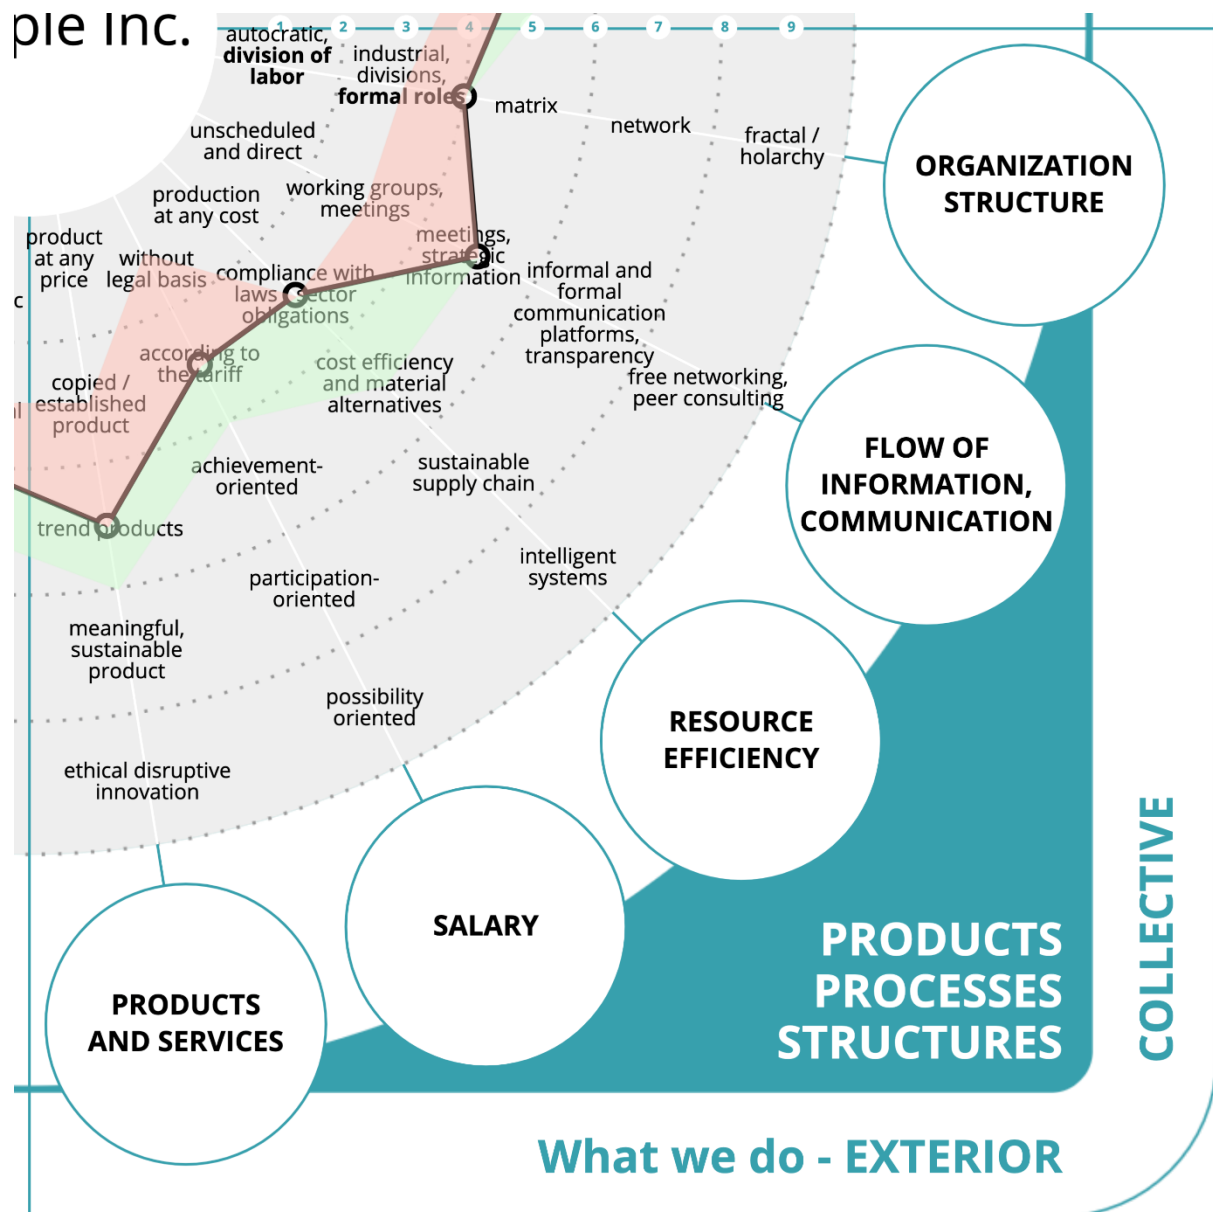 ple Inc.
1 2 3 4 5 6 7 8 9
autocratic,
division of
labor
industrial,
divisions,
formal roles
matrix
network
fractal /
holarchy
unscheduled
and direct
working groups,
meetings
meetings,
strategic
information
informal and
formal
communication
platforms,
transparency
free networking,
peer consulting
production
at any cost
compliance with
laws sector
obligations
cost efficiency
and material
alternatives
sustainable
supply chain
intelligent
systems
without
legal basis
according to
the tariff
achievement-
oriented
participation-
oriented
possibility
oriented
product
at any
price
copied /
established
product
trend products
meaningful,
sustainable
product
ethical disruptive
innovation
c
ORGANIZATION
STRUCTURE
FLOW OF
INFORMATION,
COMMUNICATION
RESOURCE
EFFICIENCY
SALARY
PRODUCTS
AND SERVICES
PRODUCTS
PROCESSES
STRUCTURES
COLLECTIVE
What we do - EXTERIOR